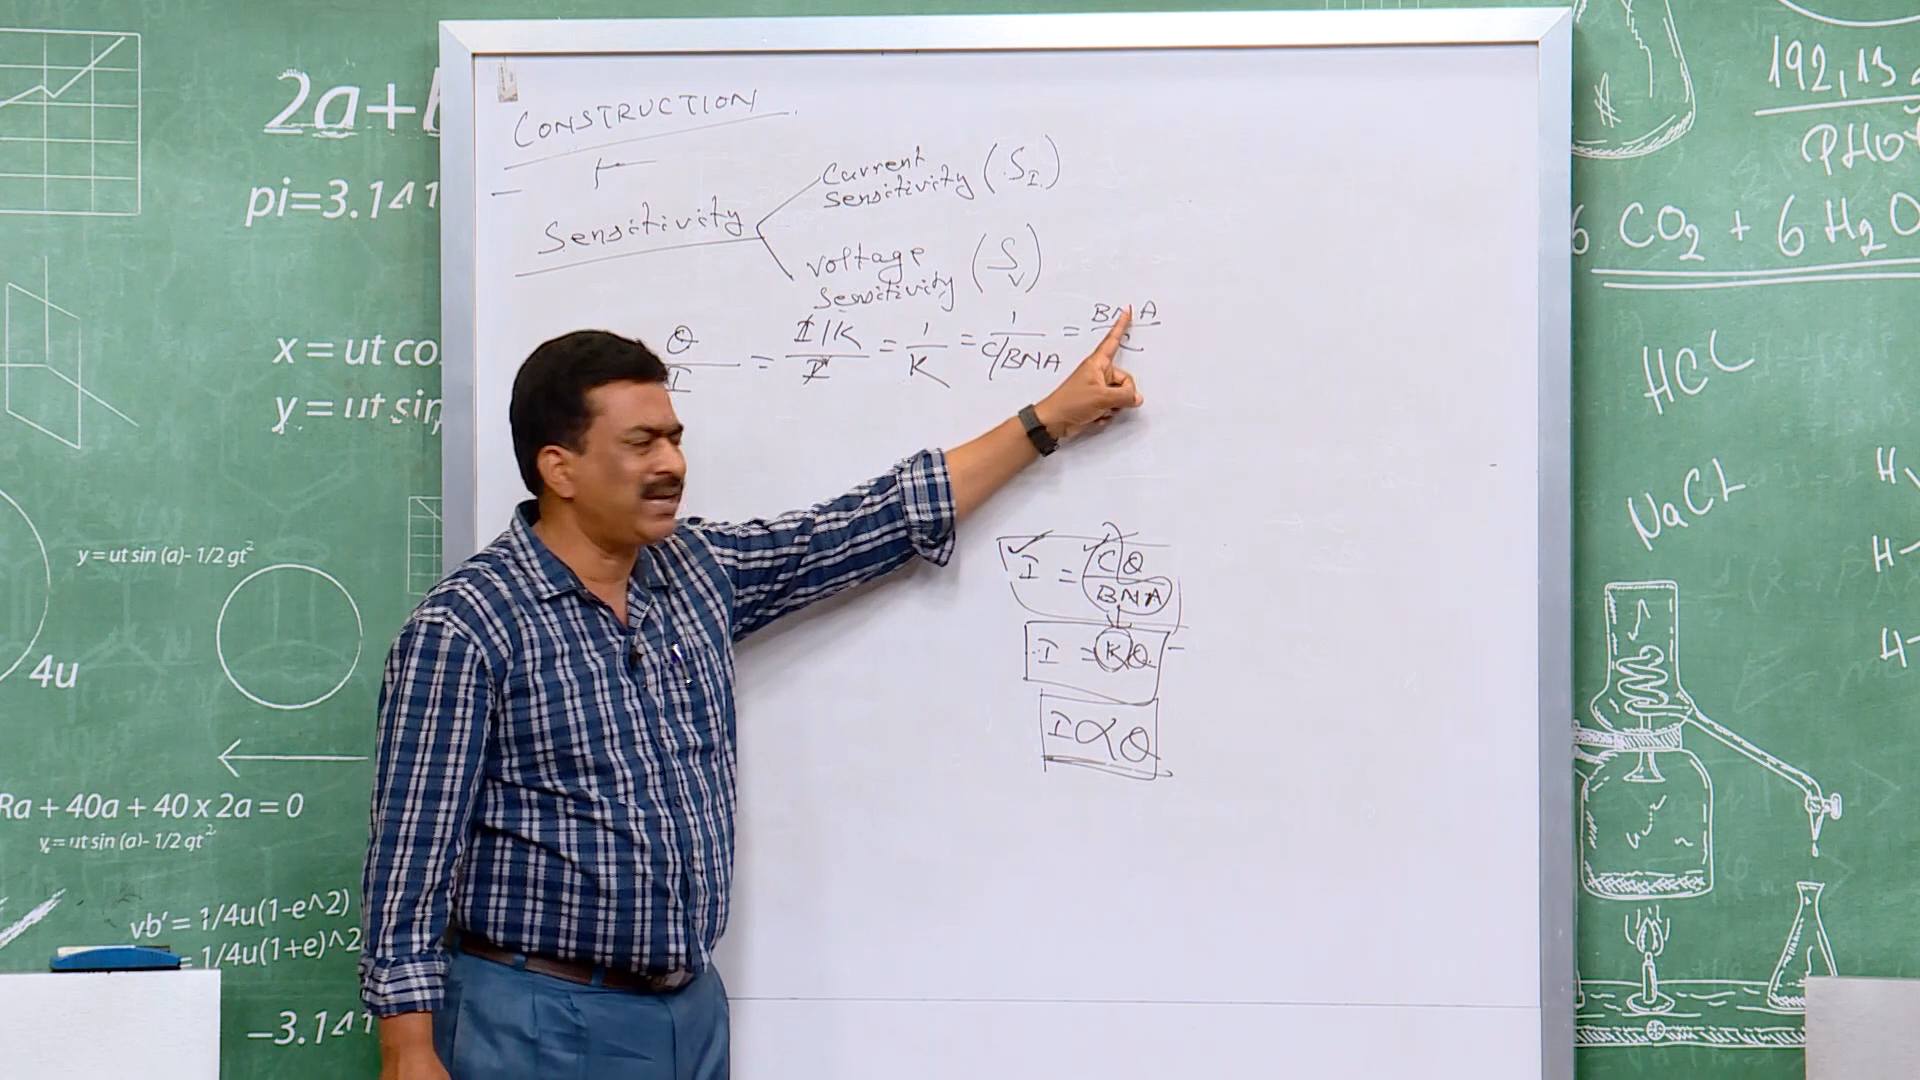 CONSTRUCTION
Sensitivity
Current
Sensitivity (S_I)
Voltage
Sensitivity (S_V)
θ/I = (I/K)/I = 1/K = 1/(C/BNA) = BNA/C
I = Cθ/BNA
I = Kθ
I ∝ θ
2a+b
pi=3.141
x = ut co
y = ut sin
y = ut sin (a)- 1/2 gt²
4u
Ra + 40a + 40 x 2a = 0
y = ut sin (a)- 1/2 gt²
vb' = 1/4u(1-e^2)
= 1/4u(1+e)^2
-3.141
192,13
6 CO₂ + 6 H₂O
HCL
NaCL
H
H
H